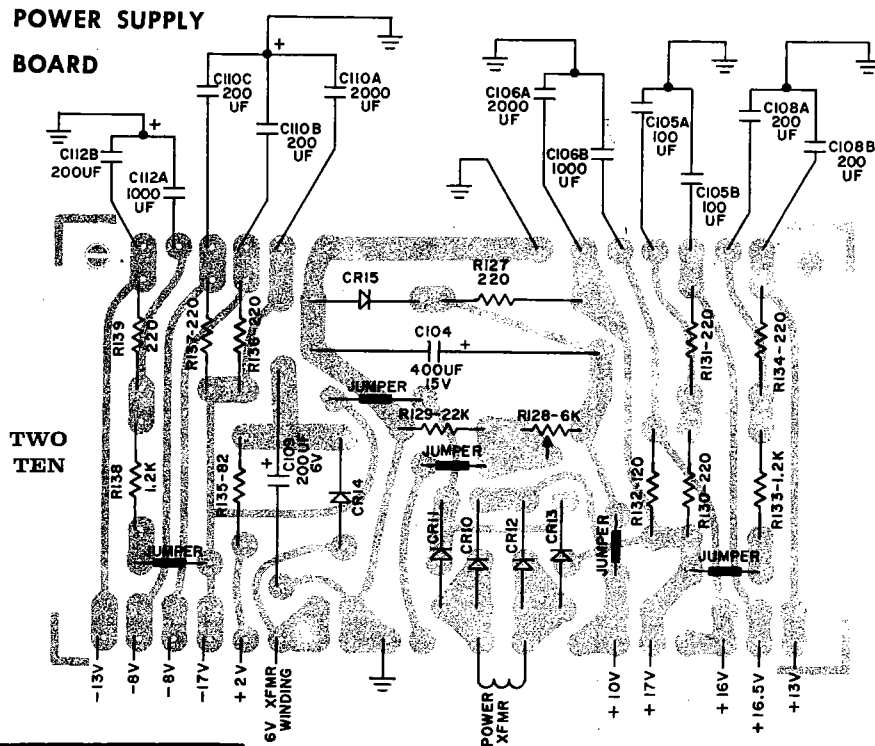 POWER SUPPLY
BOARD
+
C110C
200
UF
C110A
2000
UF
C110B
200
UF
+
C112B
200UF
C112A
1000
UF
C106A
2000
UF
C106B
1000
UF
C105A
100
UF
C105B
100
UF
C108A
200
UF
C108B
200
UF
R139
220
R137-220
R136-220
CR15
R127
220
C104
+
400UF
15V
JUMPER
R131-220
R134-220
TWO
TEN
R138
1.2K
R135-82
+
C109
200UF
6V
CR14
R129-22K
R128-6K
JUMPER
R132-120
R130-220
R133-1.2K
JUMPER
CR11
CR10
CR12
CR13
JUMPER
JUMPER
-13V
-8V
-8V
-17V
+2V
6V XFMR
WINDING
POWER
XFMR
+10V
+17V
+16V
+16.5V
+13V